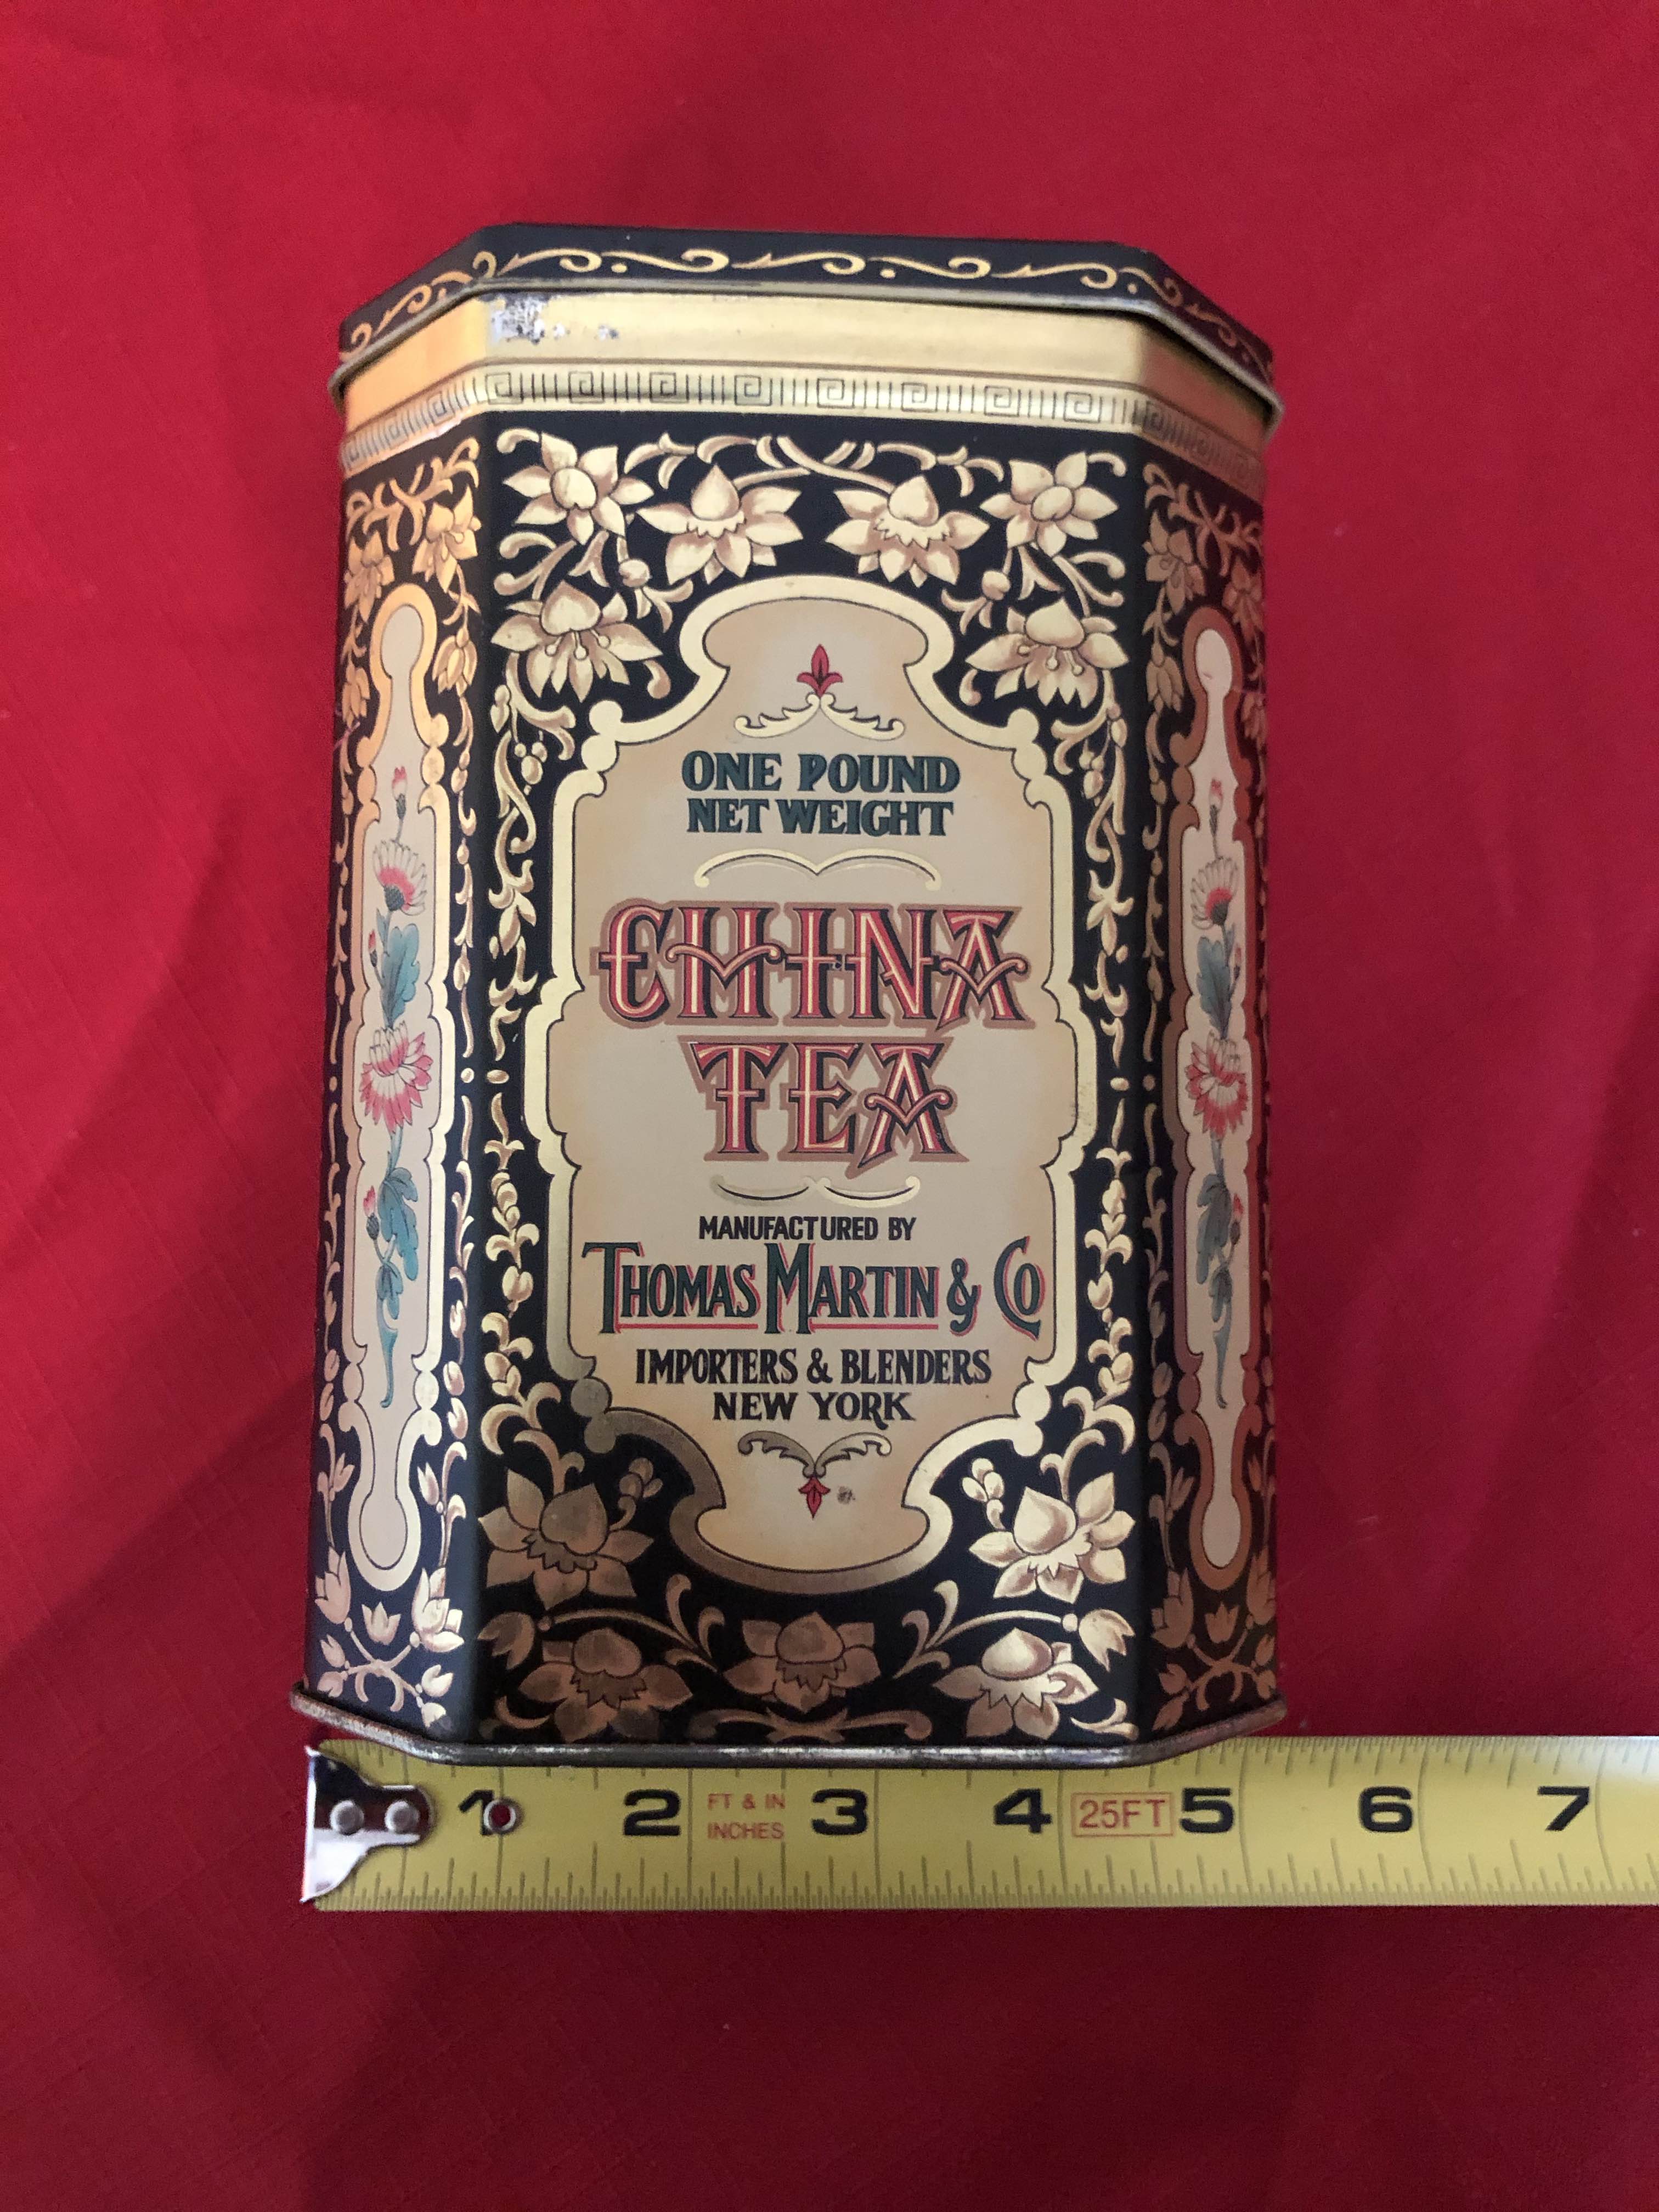 ONE POUND
NET WEIGHT
CHINA
TEA
MANUFACTURED BY
THOMAS MARTIN & CO
IMPORTERS & BLENDERS
NEW YORK
1 2 FT & IN 3 4 25FT 5 6 7
INCHES